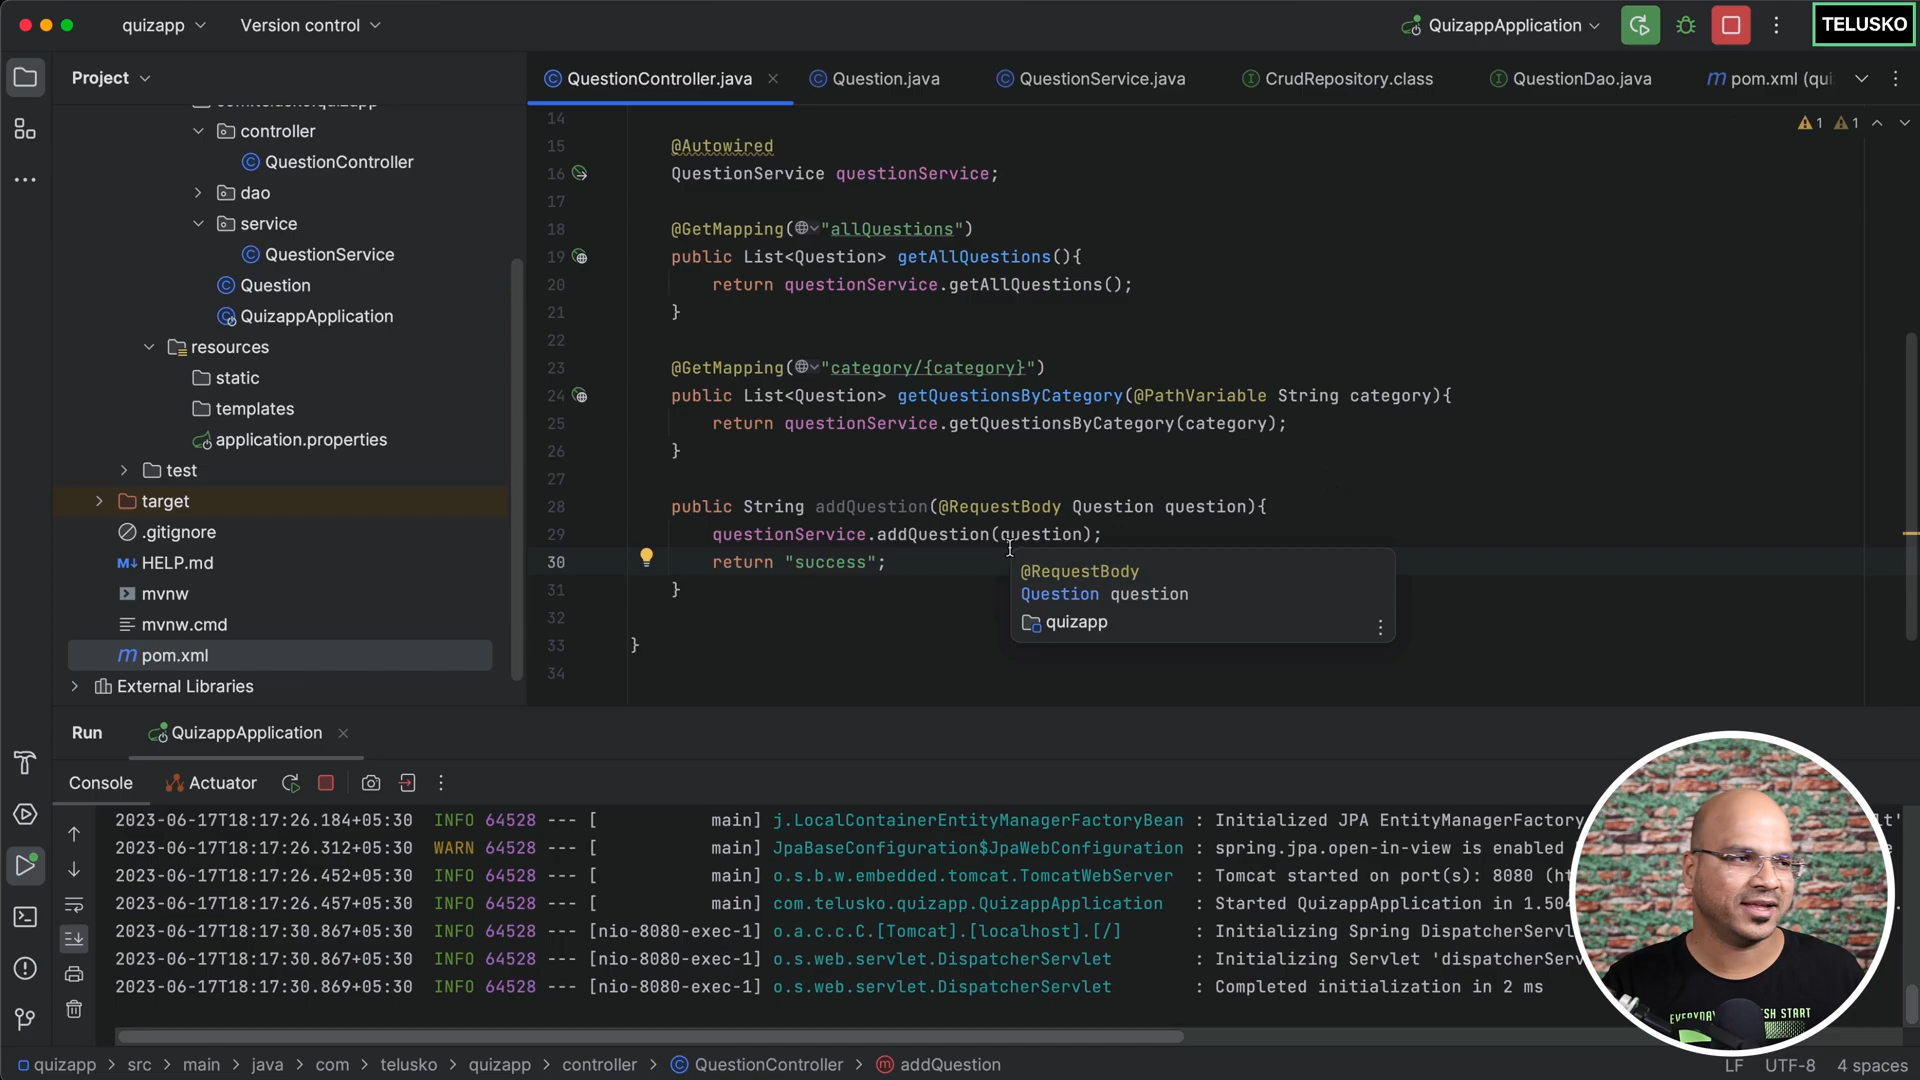 quizapp
Version control
QuizappApplication
TELUSKO
Project
QuestionController.java
Question.java
QuestionService.java
CrudRepository.class
QuestionDao.java
pom.xml (qui
controller
QuestionController
dao
service
QuestionService
Question
QuizappApplication
resources
static
templates
application.properties
test
target
.gitignore
HELP.md
mvnw
mvnw.cmd
pom.xml
External Libraries
1 1
14
15 @Autowired
16 QuestionService questionService;
17
18 @GetMapping("allQuestions")
19 public List<Question> getAllQuestions(){
20 return questionService.getAllQuestions();
21 }
22
23 @GetMapping("category/{category}")
24 public List<Question> getQuestionsByCategory(@PathVariable String category){
25 return questionService.getQuestionsByCategory(category);
26 }
27
28 public String addQuestion(@RequestBody Question question){
29 questionService.addQuestion(question);
30 return "success";
31 }
32
33 }
34
@RequestBody
Question question
quizapp
Run
QuizappApplication
Console
Actuator
2023-06-17T18:17:26.184+05:30 INFO 64528 --- [ main] j.LocalContainerEntityManagerFactoryBean : Initialized JPA EntityManagerFactory
2023-06-17T18:17:26.312+05:30 WARN 64528 --- [ main] JpaBaseConfiguration$JpaWebConfiguration : spring.jpa.open-in-view is enabled
2023-06-17T18:17:26.452+05:30 INFO 64528 --- [ main] o.s.b.w.embedded.tomcat.TomcatWebServer : Tomcat started on port(s): 8080 (ht
2023-06-17T18:17:26.457+05:30 INFO 64528 --- [ main] com.telusko.quizapp.QuizappApplication : Started QuizappApplication in 1.504
2023-06-17T18:17:30.867+05:30 INFO 64528 --- [nio-8080-exec-1] o.a.c.c.C.[Tomcat].[localhost].[/] : Initializing Spring DispatcherServl
2023-06-17T18:17:30.867+05:30 INFO 64528 --- [nio-8080-exec-1] o.s.web.servlet.DispatcherServlet : Initializing Servlet 'dispatcherServ
2023-06-17T18:17:30.869+05:30 INFO 64528 --- [nio-8080-exec-1] o.s.web.servlet.DispatcherServlet : Completed initialization in 2 ms
quizapp > src > main > java > com > telusko > quizapp > controller > QuestionController > addQuestion
LF UTF-8 4 spaces